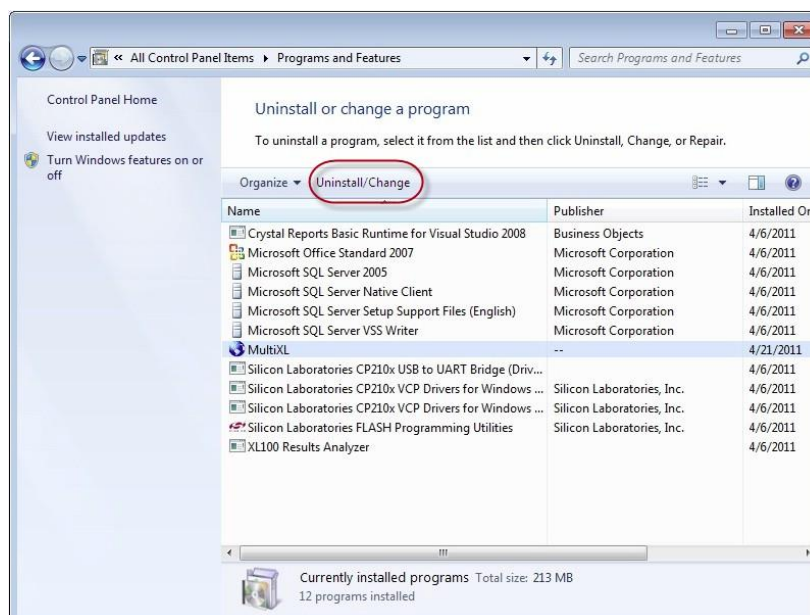 « All Control Panel Items ▸ Programs and Features
Search Programs and Features
Control Panel Home
View installed updates
Turn Windows features on or
off
Uninstall or change a program
To uninstall a program, select it from the list and then click Uninstall, Change, or Repair.
Organize Uninstall/Change
Name Publisher Installed On
Crystal Reports Basic Runtime for Visual Studio 2008 Business Objects 4/6/2011
Microsoft Office Standard 2007 Microsoft Corporation 4/6/2011
Microsoft SQL Server 2005 Microsoft Corporation 4/6/2011
Microsoft SQL Server Native Client Microsoft Corporation 4/6/2011
Microsoft SQL Server Setup Support Files (English) Microsoft Corporation 4/6/2011
Microsoft SQL Server VSS Writer Microsoft Corporation 4/6/2011
MultiXL -- 4/21/2011
Silicon Laboratories CP210x USB to UART Bridge (Driv... 4/6/2011
Silicon Laboratories CP210x VCP Drivers for Windows ... Silicon Laboratories, Inc. 4/6/2011
Silicon Laboratories CP210x VCP Drivers for Windows ... Silicon Laboratories, Inc. 4/6/2011
Silicon Laboratories FLASH Programming Utilities Silicon Laboratories, Inc. 4/6/2011
XL100 Results Analyzer 4/6/2011
Currently installed programs Total size: 213 MB
12 programs installed